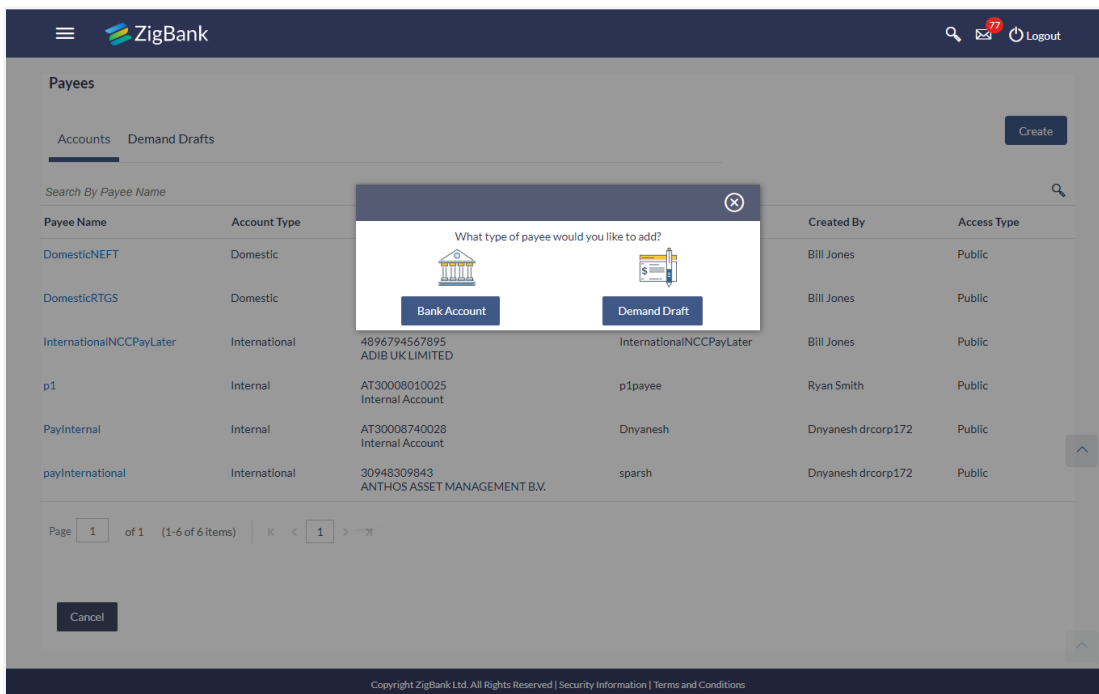 ZigBank
77
Logout
Payees
Accounts Demand Drafts
Create
Search By Payee Name
Payee Name Account Type Created By Access Type
What type of payee would you like to add?
$
Bank Account Demand Draft
DomesticNEFT Domestic Bill Jones Public
DomesticRTGS Domestic Bill Jones Public
InternationalNCCPayLater International 4896794567895 InternationalNCCPayLater Bill Jones Public
ADIB UK LIMITED
p1 Internal AT30008010025 p1payee Ryan Smith Public
Internal Account
PayInternal Internal AT30008740028 Dnyanesh Dnyanesh drcorp172 Public
Internal Account
payInternational International 30948309843 sparsh Dnyanesh drcorp172 Public
ANTHOS ASSET MANAGEMENT B.V.
Page 1 of 1 (1-6 of 6 items) 1
Cancel
Copyright ZigBank Ltd. All Rights Reserved | Security Information | Terms and Conditions